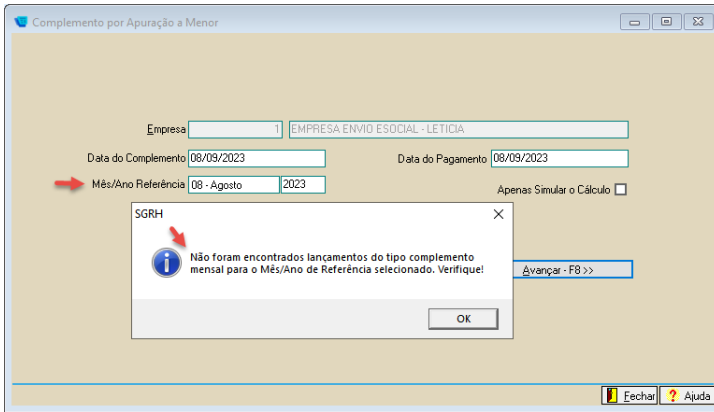 Complemento por Apuração a Menor
Empresa 1 EMPRESA ENVIO ESOCIAL - LETICIA
Data do Complemento 08/09/2023 Data do Pagamento 08/09/2023
Mês/Ano Referência 08 - Agosto 2023 Apenas Simular o Cálculo
SGRH
Não foram encontrados lançamentos do tipo complemento
mensal para o Mês/Ano de Referência selecionado. Verifique!
Avançar - F8 >>
OK
Fechar ? Ajuda